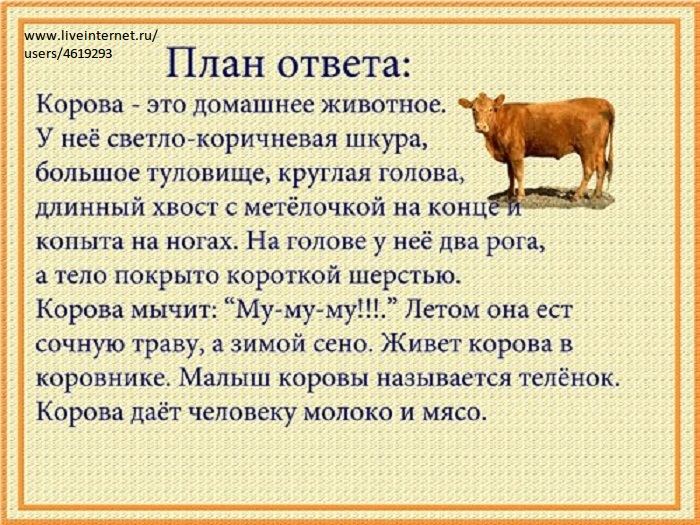 www.liveinternet.ru/
users/4619293
План ответа:
Корова - это домашнее животное.
У неё светло-коричневая шкура,
большое туловище, круглая голова,
длинный хвост с метёлочкой на конце и
копыта на ногах. На голове у неё два рога,
а тело покрыто короткой шерстью.
Корова мычит: “Му-му-му!!!.” Летом она ест
сочную траву, а зимой сено. Живет корова в
коровнике. Малыш коровы называется телёнок.
Корова даёт человеку молоко и мясо.